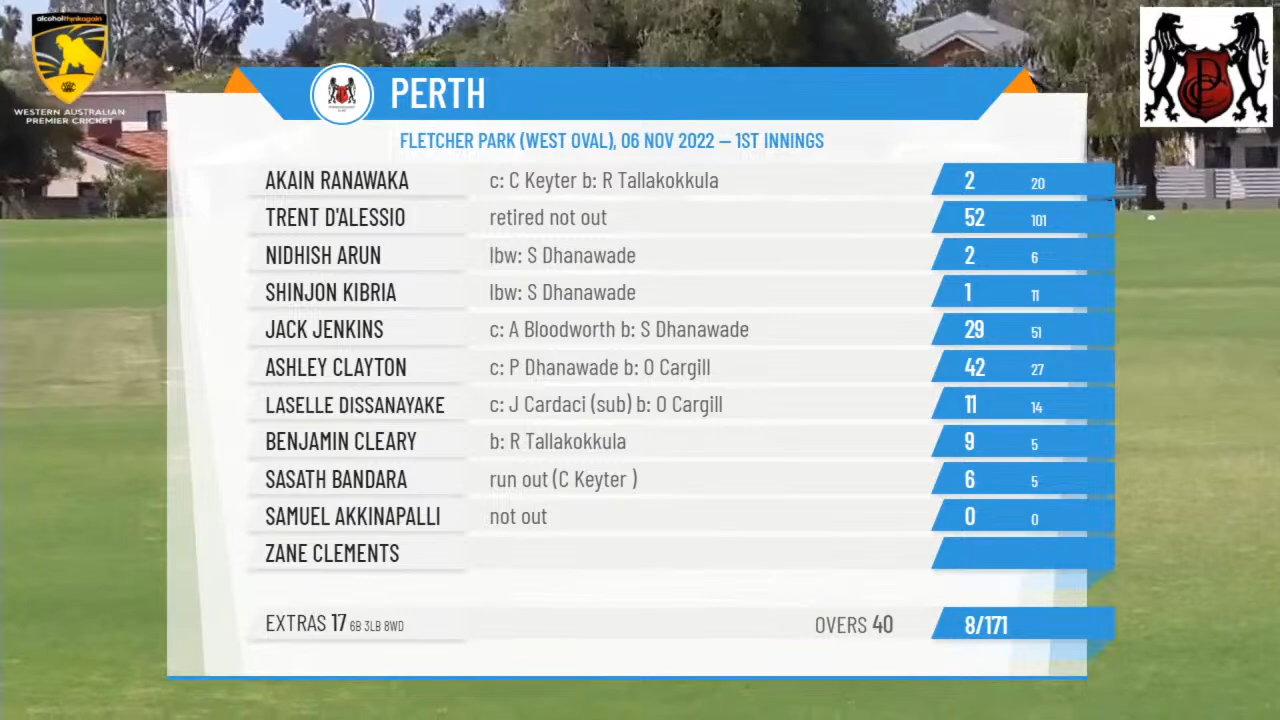 alcoholthinkagain
WESTERN AUSTRALIAN
PREMIER CRICKET
PERTH
FLETCHER PARK (WEST OVAL), 06 NOV 2022 – 1ST INNINGS
AKAIN RANAWAKA c: C Keyter b: R Tallakokkula 2 20
TRENT D'ALESSIO retired not out 52 101
NIDHISH ARUN lbw: S Dhanawade 2 6
SHINJON KIBRIA lbw: S Dhanawade 1 11
JACK JENKINS c: A Bloodworth b: S Dhanawade 29 51
ASHLEY CLAYTON c: P Dhanawade b: O Cargill 42 27
LASELLE DISSANAYAKE c: J Cardaci (sub) b: O Cargill 11 14
BENJAMIN CLEARY b: R Tallakokkula 9 5
SASATH BANDARA run out (C Keyter ) 6 5
SAMUEL AKKINAPALLI not out 0 0
ZANE CLEMENTS
EXTRAS 17 6B 3LB 8WD OVERS 40 8/171